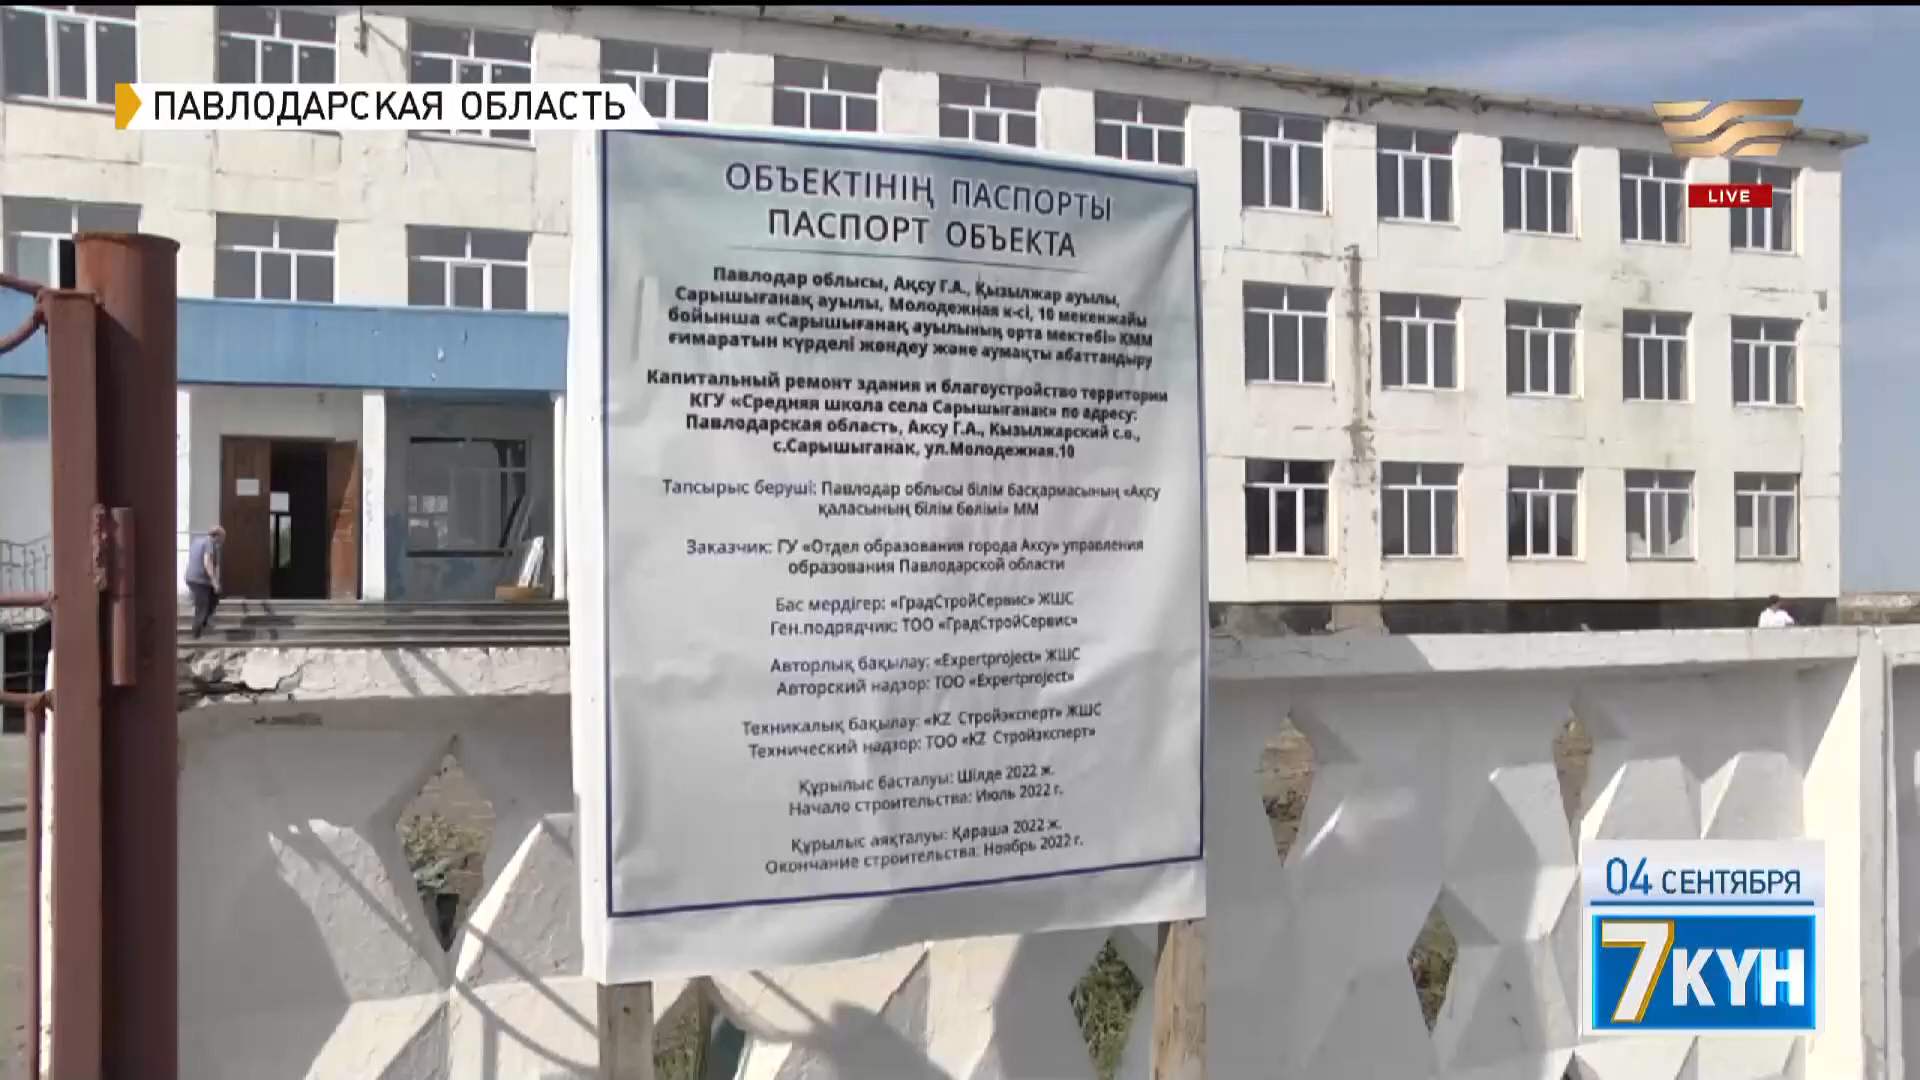 ПАВЛОДАРСКАЯ ОБЛАСТЬ
LIVE
ОБЪЕКТІНІҢ ПАСПОРТЫ
ПАСПОРТ ОБЪЕКТА
Павлодар облысы, Ақсу Г.А., Қызылжар ауылы,
Сарышығанақ ауылы, Молодежная к-сі, 10 мекенжайы
бойынша «Сарышығанақ ауылының орта мектебі» КММ
ғимаратын күрделі жөндеу және аумақты абаттандыру
Капитальный ремонт здания и благоустройство территории
КГУ «Средняя школа села Сарышыганак» по адресу:
Павлодарская область, Аксу Г.А., Кызылжарский с.о.,
с.Сарышыганак, ул.Молодежная.10
Тапсырыс беруші: Павлодар облысы білім басқармасының «Ақсу
қаласының білім бөлімі» ММ
Заказчик: ГУ «Отдел образования города Аксу» управления
образования Павлодарской области
Бас мердігер: «ГрадСтройСервис» ЖШС
Ген.подрядчик: ТОО «ГрадСтройСервис»
Авторлық бақылау: «Expertproject» ЖШС
Авторский надзор: ТОО «Expertproject»
Техникалық бақылау: «KZ Стройэксперт» ЖШС
Технический надзор: ТОО «KZ Стройэксперт»
Құрылыс басталуы: Шілде 2022 ж.
Начало строительства: Июль 2022 г.
Құрылыс аяқталуы: Қараша 2022 ж.
Окончание строительства: Ноябрь 2022 г.
04 СЕНТЯБРЯ
7 КҮН